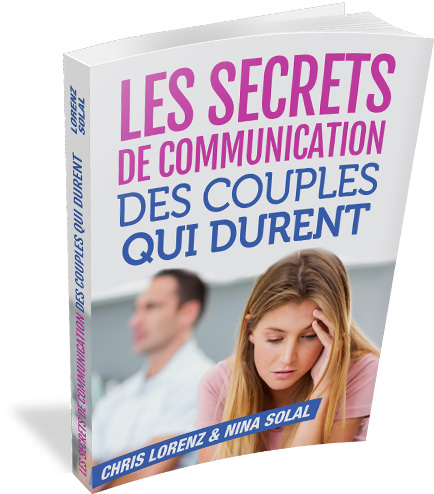 LES SECRETS
DE COMMUNICATION
DES COUPLES
QUI DURENT
CHRIS LORENZ & NINA SOLAL
LES SECRETS DE COMMUNICATION DES COUPLES QUI DURENT
LORENZ
SOLAL